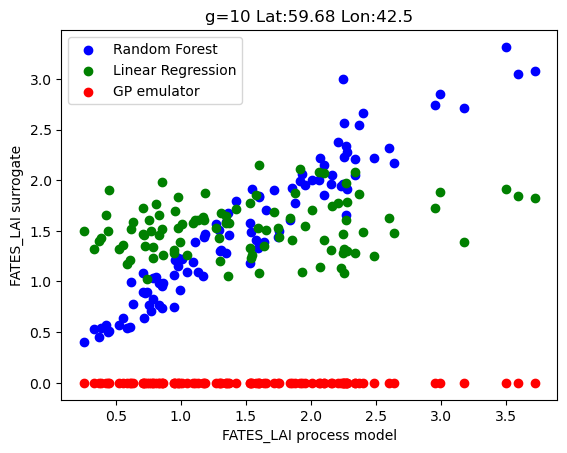 g=10 Lat:59.68 Lon:42.5
Random Forest
Linear Regression
GP emulator
FATES_LAI surrogate
3.0
2.5
2.0
1.5
1.0
0.5
0.0
0.5 1.0 1.5 2.0 2.5 3.0 3.5
FATES_LAI process model